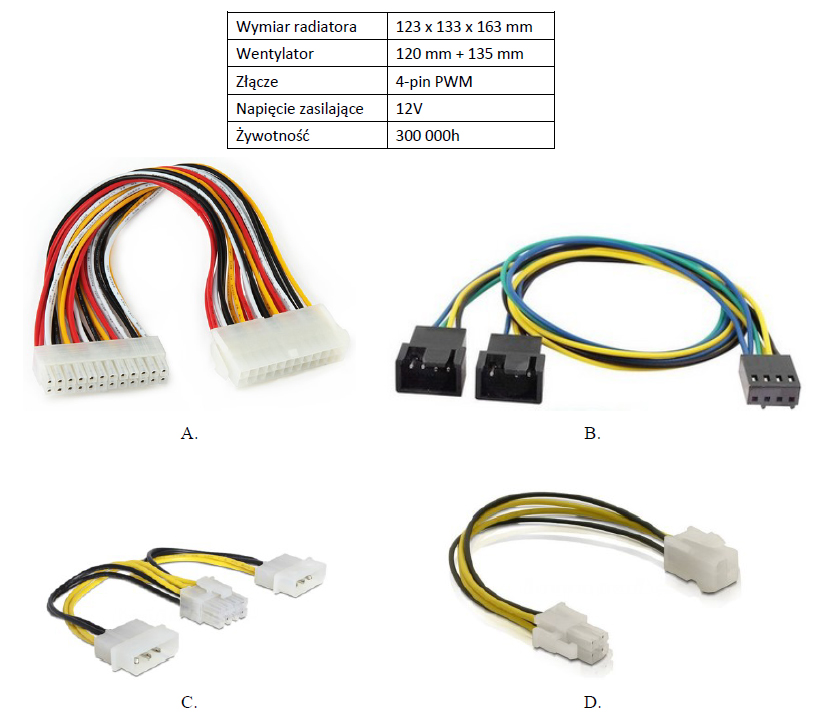 Wymiar radiatora 123 x 133 x 163 mm
Wentylator 120 mm + 135 mm
Złącze 4-pin PWM
Napięcie zasilające 12V
Żywotność 300 000h
A.
B.
C.
D.